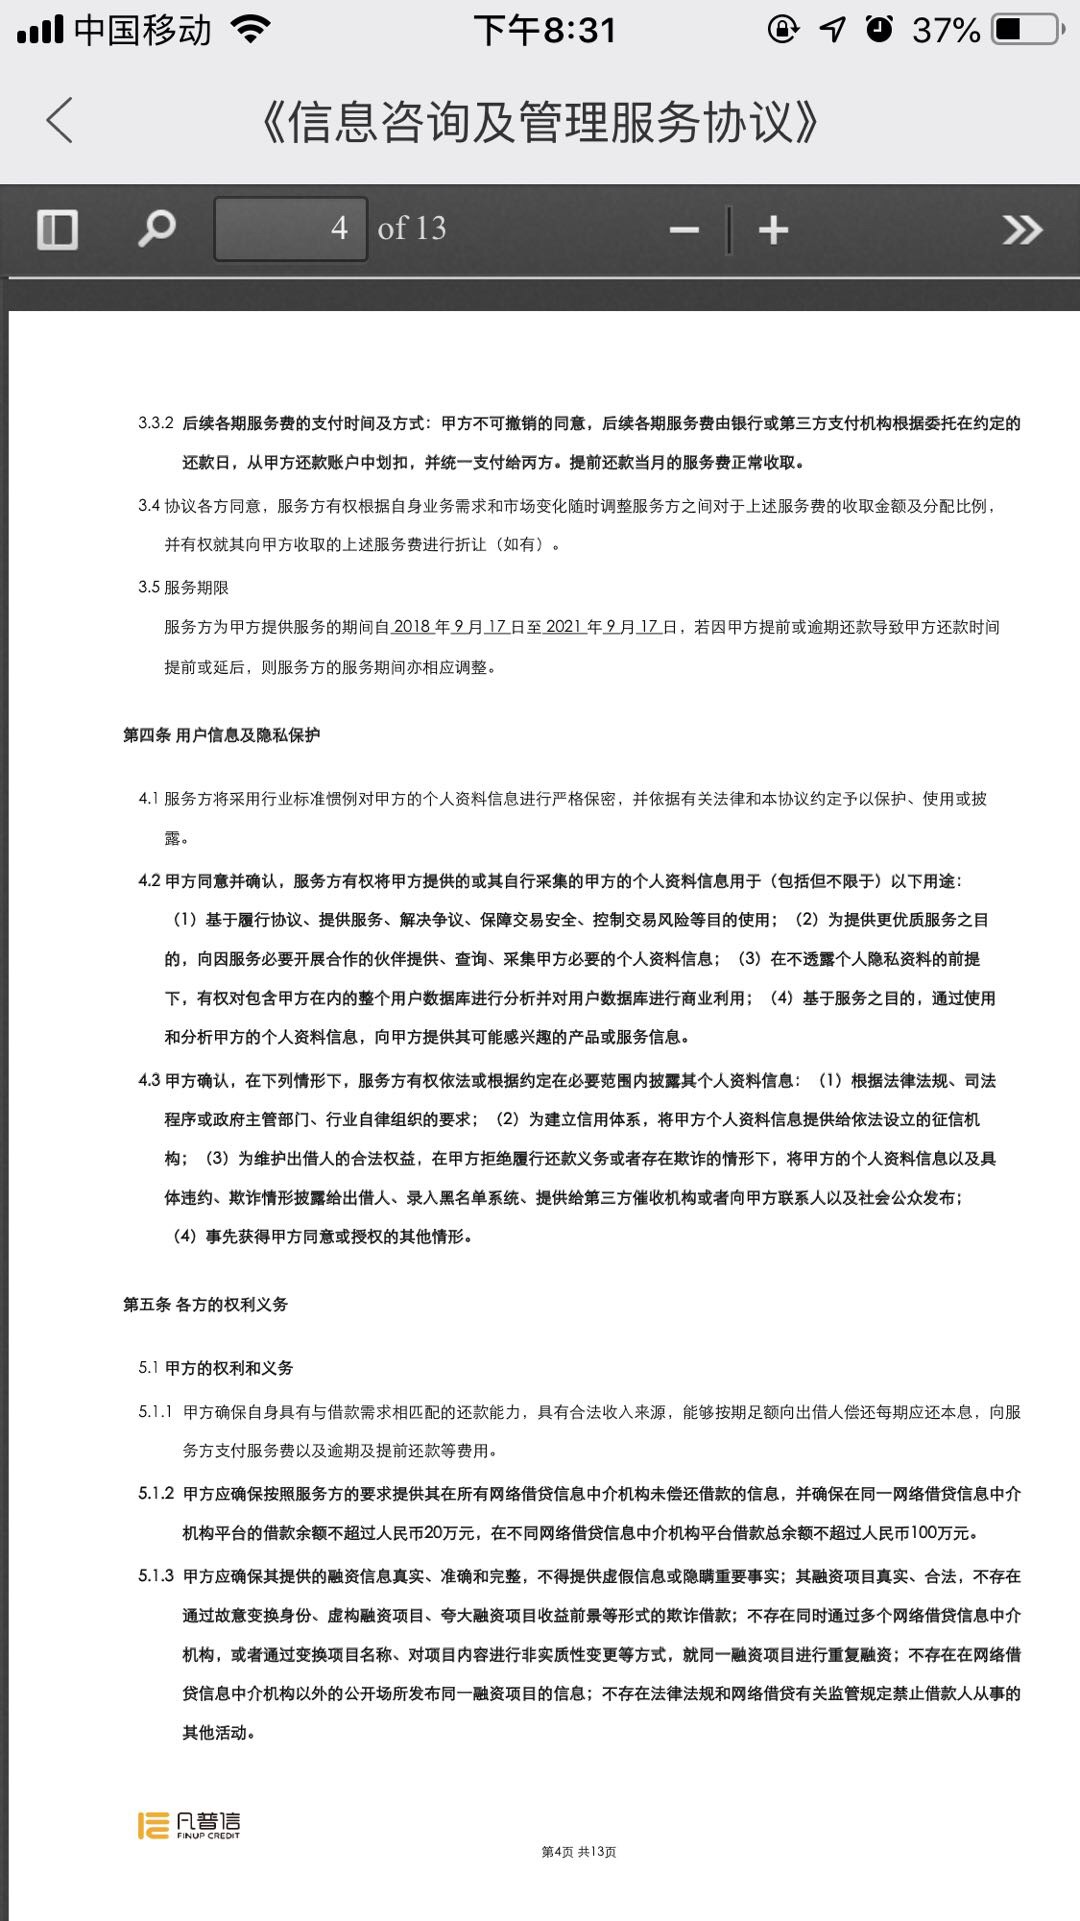 中国移动 下午8:31 37%
《信息咨询及管理服务协议》
4 of 13
3.3.2 后续各期服务费的支付时间及方式：甲方不可撤销的同意，后续各期服务费由银行或第三方支付机构根据委托在约定的
还款日，从甲方还款账户中划扣，并统一支付给丙方。提前还款当月的服务费正常收取。
3.4 协议各方同意，服务方有权根据自身业务需求和市场变化随时调整服务方之间对于上述服务费的收取金额及分配比例，
并有权就其向甲方收取的上述服务费进行折让（如有）。
3.5 服务期限
服务方为甲方提供服务的期间自 2018 年 9 月 17 日至 2021 年 9 月 17 日，若因甲方提前或逾期还款导致甲方还款时间
提前或延后，则服务方的服务期间亦相应调整。
第四条 用户信息及隐私保护
4.1 服务方将采用行业标准惯例对甲方的个人资料信息进行严格保密，并依据有关法律和本协议约定予以保护、使用或披
露。
4.2 甲方同意并确认，服务方有权将甲方提供的或其自行采集的甲方的个人资料信息用于（包括但不限于）以下用途：
（1）基于履行协议、提供服务、解决争议、保障交易安全、控制交易风险等目的使用；（2）为提供更优质服务之目
的，向因服务必要开展合作的伙伴提供、查询、采集甲方必要的个人资料信息；（3）在不透露个人隐私资料的前提
下，有权对包含甲方在内的整个用户数据库进行分析并对用户数据库进行商业利用；（4）基于服务之目的，通过使用
和分析甲方的个人资料信息，向甲方提供其可能感兴趣的产品或服务信息。
4.3 甲方确认，在下列情形下，服务方有权依法或根据约定在必要范围内披露其个人资料信息：（1）根据法律法规、司法
程序或政府主管部门、行业自律组织的要求；（2）为建立信用体系，将甲方个人资料信息提供给依法设立的征信机
构；（3）为维护出借人的合法权益，在甲方拒绝履行还款义务或者存在欺诈的情形下，将甲方的个人资料信息以及具
体违约、欺诈情形披露给出借人、录入黑名单系统、提供给第三方催收机构或者向甲方联系人以及社会公众发布；
（4）事先获得甲方同意或授权的其他情形。
第五条 各方的权利义务
5.1 甲方的权利和义务
5.1.1 甲方确保自身具有与借款需求相匹配的还款能力，具有合法收入来源，能够按期足额向出借人偿还每期应还本息，向服
务方支付服务费以及逾期及提前还款等费用。
5.1.2 甲方应确保按照服务方的要求提供其在所有网络借贷信息中介机构未偿还借款的信息，并确保在同一网络借贷信息中介
机构平台的借款余额不超过人民币20万元，在不同网络借贷信息中介机构平台借款总余额不超过人民币100万元。
5.1.3 甲方应确保其提供的融资信息真实、准确和完整，不得提供虚假信息或隐瞒重要事实；其融资项目真实、合法，不存在
通过故意变换身份、虚构融资项目、夸大融资项目收益前景等形式的欺诈借款；不存在同时通过多个网络借贷信息中介
机构，或者通过变换项目名称、对项目内容进行非实质性变更等方式，就同一融资项目进行重复融资；不存在在网络借
贷信息中介机构以外的公开场所发布同一融资项目的信息；不存在法律法规和网络借贷有关监管规定禁止借款人从事的
其他活动。
凡普信
FINUP CREDIT
第4页 共13页